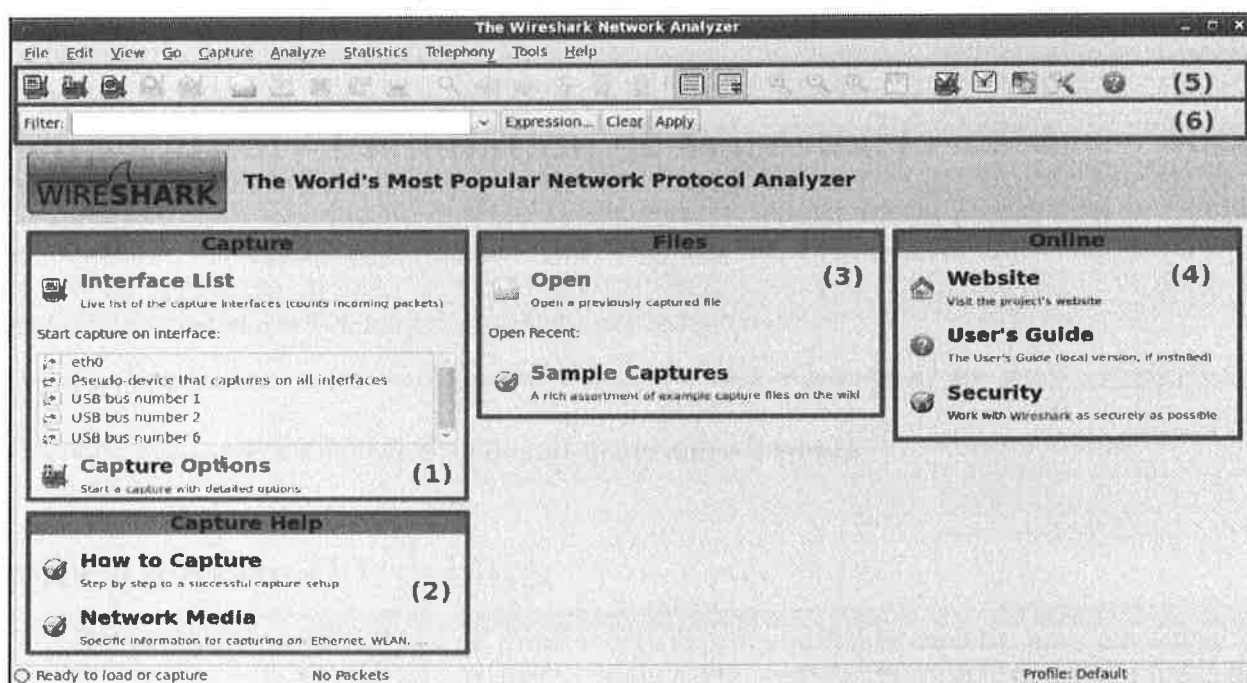 The Wireshark Network Analyzer
File Edit View Go Capture Analyze Statistics Telephony Tools Help
(5)
Filter: Expression... Clear Apply (6)
WIRESHARK The World's Most Popular Network Protocol Analyzer
Capture
Interface List
Live list of the capture interfaces (counts incoming packets)
Start capture on interface:
eth0
Pseudo-device that captures on all interfaces
USB bus number 1
USB bus number 2
USB bus number 6
Capture Options
Start a capture with detailed options
(1)
Capture Help
How to Capture
Step by step to a successful capture setup
(2)
Network Media
Specific information for capturing on: Ethernet, WLAN, ...
Files
Open (3)
Open a previously captured file
Open Recent:
Sample Captures
A rich assortment of example capture files on the wiki
Online
Website (4)
Visit the project's website
User's Guide
The User's Guide (local version, if installed)
Security
Work with Wireshark as securely as possible
Ready to load or capture No Packets Profile: Default